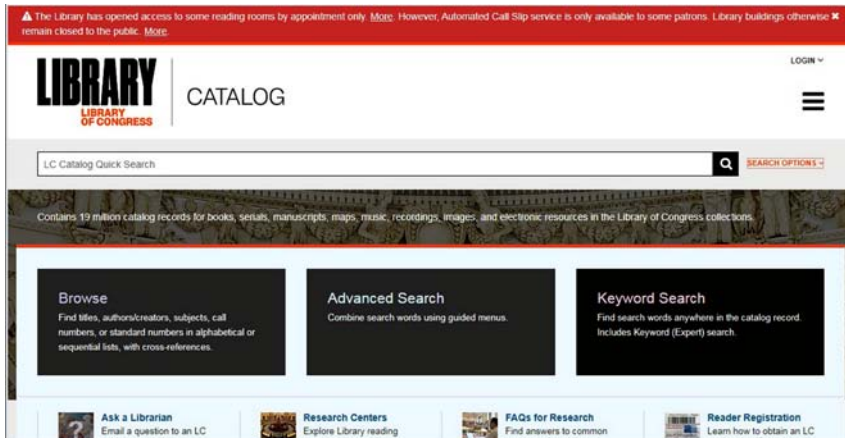 The Library has opened access to some reading rooms by appointment only. More. However, Automated Call Slip service is only available to some patrons. Library buildings otherwise
remain closed to the public. More.
LOGIN
LIBRARY
LIBRARY
OF CONGRESS
CATALOG
LC Catalog Quick Search
SEARCH OPTIONS
Contains 19 million catalog records for books, serials, manuscripts, maps, music, recordings, images, and electronic resources in the Library of Congress collections.
Browse
Find titles, authors/creators, subjects, call
numbers, or standard numbers in alphabetical or
sequential lists, with cross-references.
Advanced Search
Combine search words using guided menus.
Keyword Search
Find search words anywhere in the catalog record.
Includes Keyword (Expert) search.
Ask a Librarian
Email a question to an LC
Research Centers
Explore Library reading
FAQs for Research
Find answers to common
Reader Registration
Learn how to obtain an LC